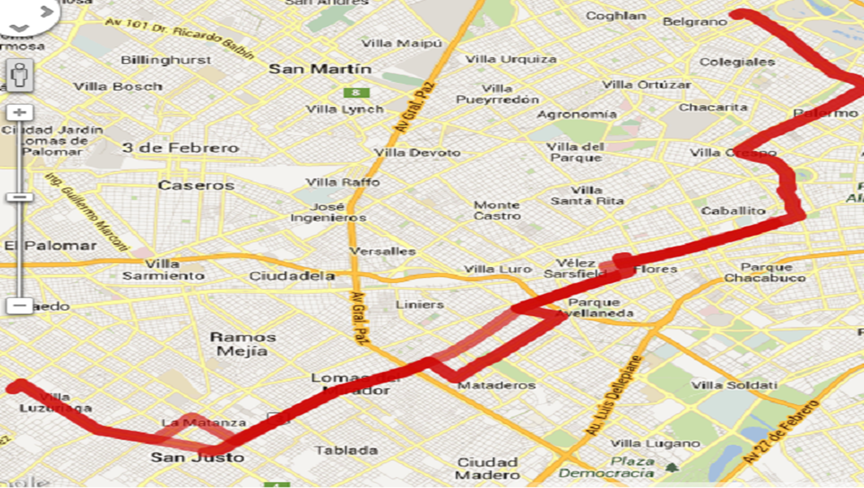 San Andrés
Coghlan
Belgrano
Av 101 Dr. Ricardo Balbín
Villa Maipú
Billinghurst
San Martín
Villa Urquiza
Colegiales
Villa Bosch
8
Villa
Pueyrredón
Villa Ortúzar
Villa Lynch
Av Gral. Paz
Agronomía
Chacarita
Palermo
Ciudad Jardín
Lomas de
Palomar
3 de Febrero
Villa Devoto
Villa del
Parque
Villa Crespo
Caseros
Villa Raffo
Villa
Santa Rita
Ing. Guillermo Marconi
José
Ingenieros
Monte
Castro
Caballito
El Palomar
Versalles
Villa
Sarmiento
Ciudadela
Villa Luro
Vélez
Sarsfield
Flores
Parque
Chacabuco
Liniers
Av Gral. Paz
Parque
Avellaneda
Ramos
Mejía
Lomas del
Mirador
Mataderos
Au. Luis Dellepiane
Villa Soldati
Villa
Luzuriaga
La Matanza
Av 27 de Febrero
San Justo
Tablada
Villa Lugano
Ciudad
Madero
Plaza
Democracia
4